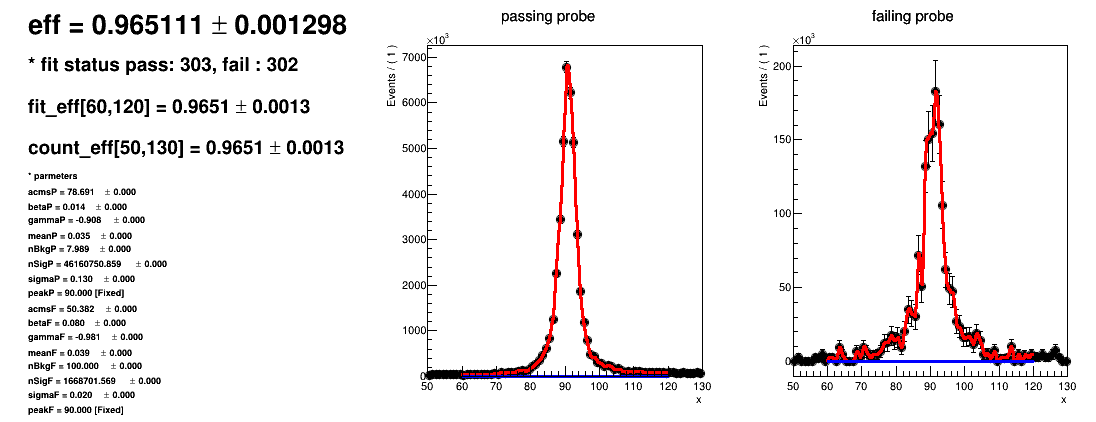 eff = 0.965111 ± 0.001298
* fit status pass: 303, fail : 302
fit_eff[60,120] = 0.9651 ± 0.0013
count_eff[50,130] = 0.9651 ± 0.0013
* parmeters
acmsP = 78.691 ± 0.000
betaP = 0.014 ± 0.000
gammaP = -0.908 ± 0.000
meanP = 0.035 ± 0.000
nBkgP = 7.989 ± 0.000
nSigP = 46160750.859 ± 0.000
sigmaP = 0.130 ± 0.000
peakP = 90.000 [Fixed]
acmsF = 50.382 ± 0.000
betaF = 0.080 ± 0.000
gammaF = -0.981 ± 0.000
meanF = 0.039 ± 0.000
nBkgF = 100.000 ± 0.000
nSigF = 1668701.569 ± 0.000
sigmaF = 0.020 ± 0.000
peakF = 90.000 [Fixed]
passing probe
×10³
Events / ( 1 )
7000
6000
5000
4000
3000
2000
1000
0
50 60 70 80 90 100 110 120 130
x
failing probe
×10³
Events / ( 1 )
200
150
100
50
0
50 60 70 80 90 100 110 120 130
x